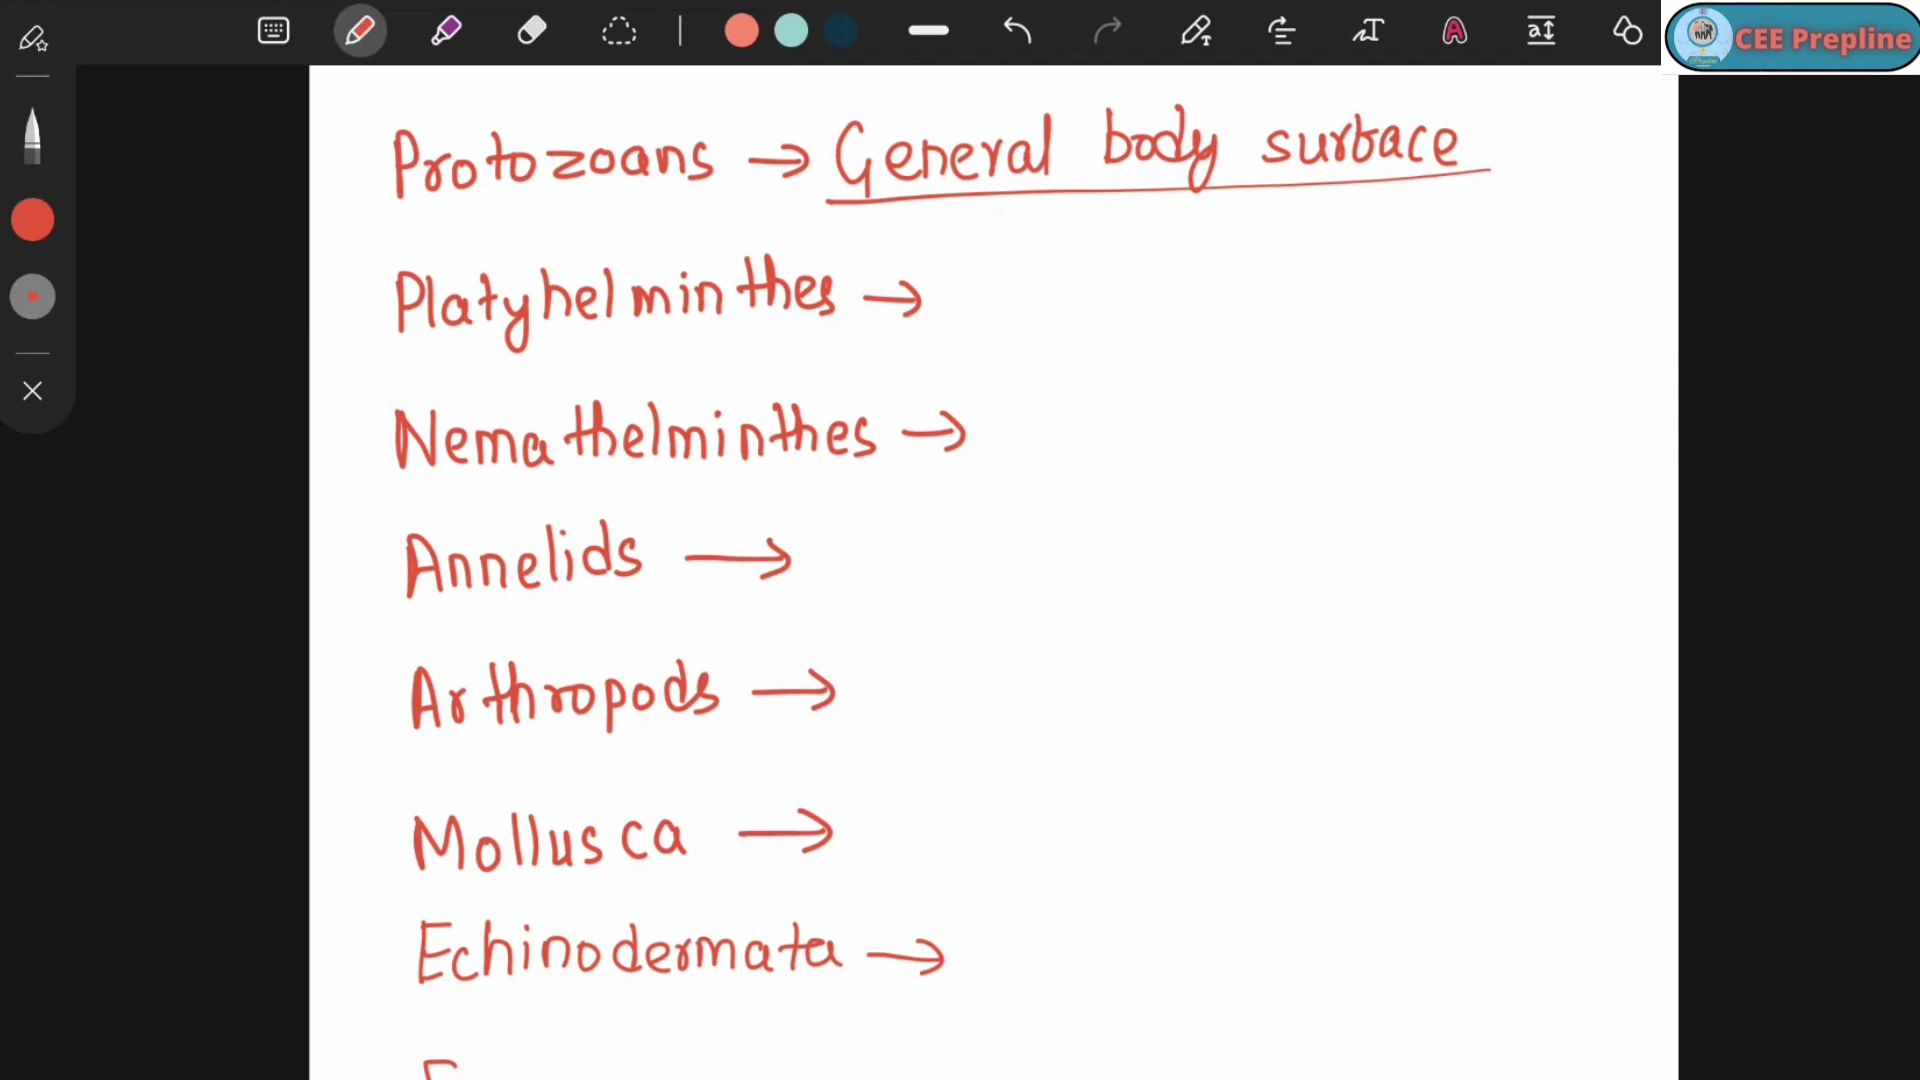 CEE Prepline
Protozoans → General body surface
Platyhelminthes →
Nemathelminthes →
Annelids →
Arthropods →
Mollusca →
Echinodermata →